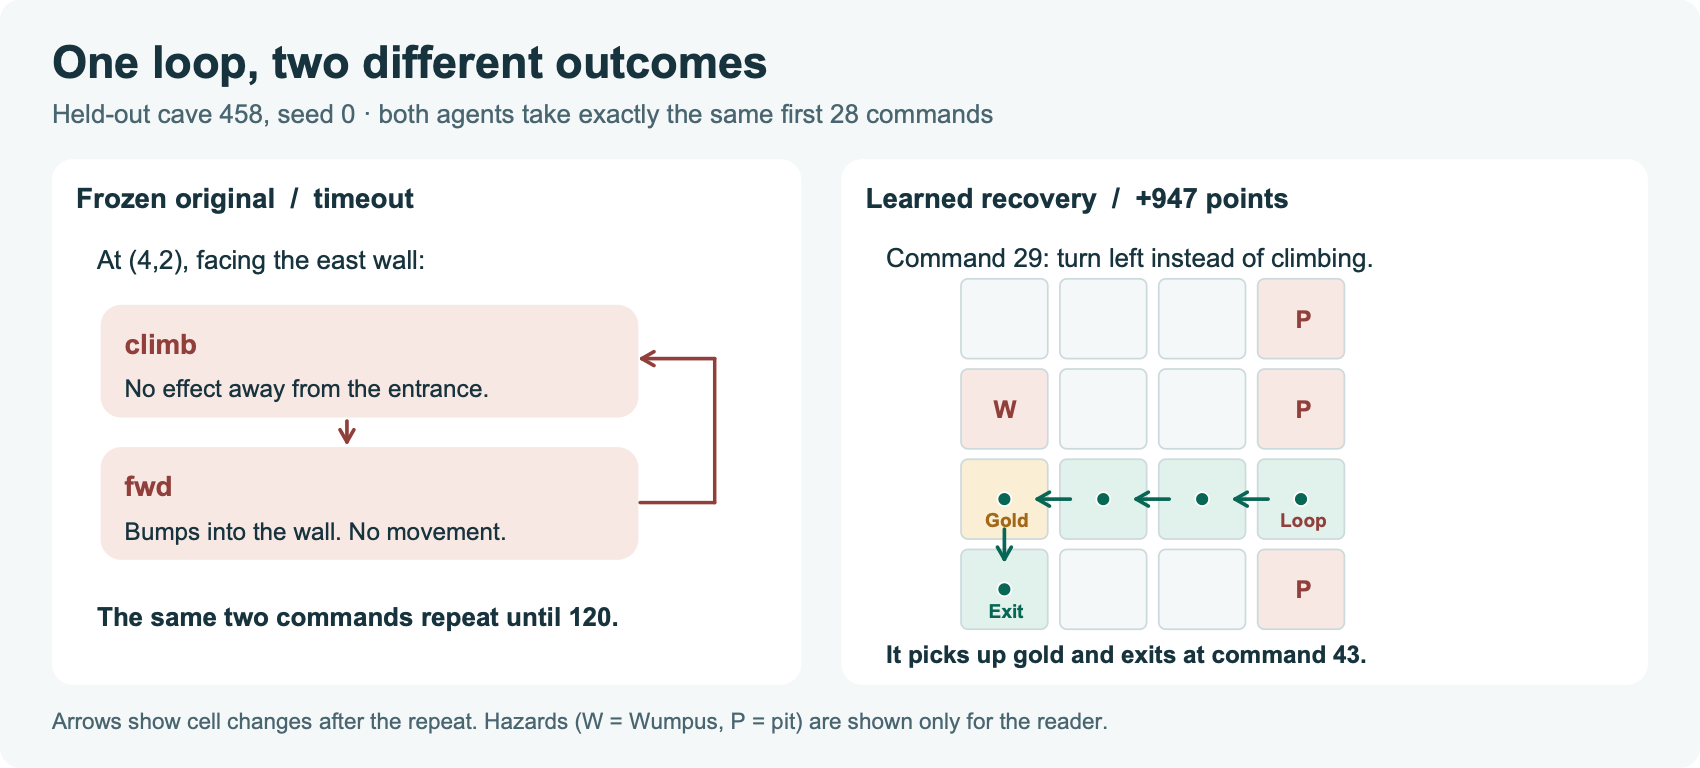 One loop, two different outcomes
Held-out cave 458, seed 0 · both agents take exactly the same first 28 commands
Frozen original / timeout
At (4,2), facing the east wall:
climb
No effect away from the entrance.
fwd
Bumps into the wall. No movement.
The same two commands repeat until 120.
Learned recovery / +947 points
Command 29: turn left instead of climbing.
P
W
P
Gold
Loop
Exit
P
It picks up gold and exits at command 43.
Arrows show cell changes after the repeat. Hazards (W = Wumpus, P = pit) are shown only for the reader.